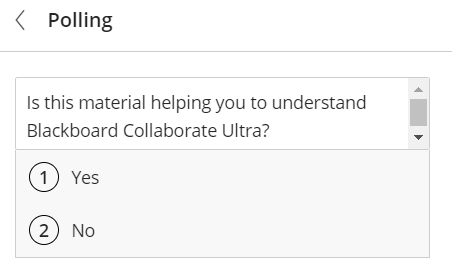 Polling
Is this material helping you to understand
Blackboard Collaborate Ultra?
1 Yes
2 No